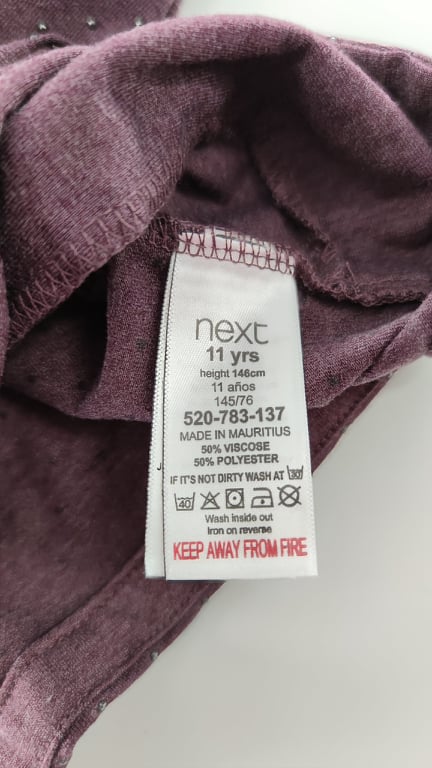 next
11 yrs
height 146cm
11 años
145/76
520-783-137
MADE IN MAURITIUS
50% VISCOSE
50% POLYESTER
IF IT'S NOT DIRTY WASH AT 30°
40
Wash inside out
Iron on reverse
KEEP AWAY FROM FIRE
J